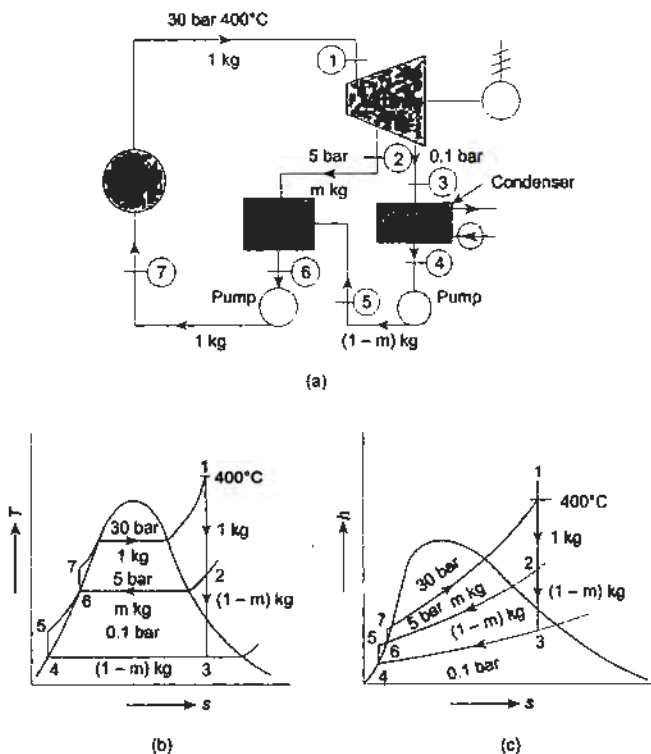 30 bar 400°C
1 kg
1
5 bar
2
0.1 bar
m kg
3
Condenser
7
6
4
Pump
5
Pump
1 kg
(1 – m) kg
(a)
T
1
400°C
30 bar
1 kg
1 kg
7
5 bar
2
6
m kg
(1 – m) kg
5
0.1 bar
4
(1 – m) kg
3
s
(b)
h
1
400°C
1 kg
30 bar
2
7
5 bar
m kg
(1 – m) kg
5
6
(1 – m) kg
3
4
0.1 bar
s
(c)